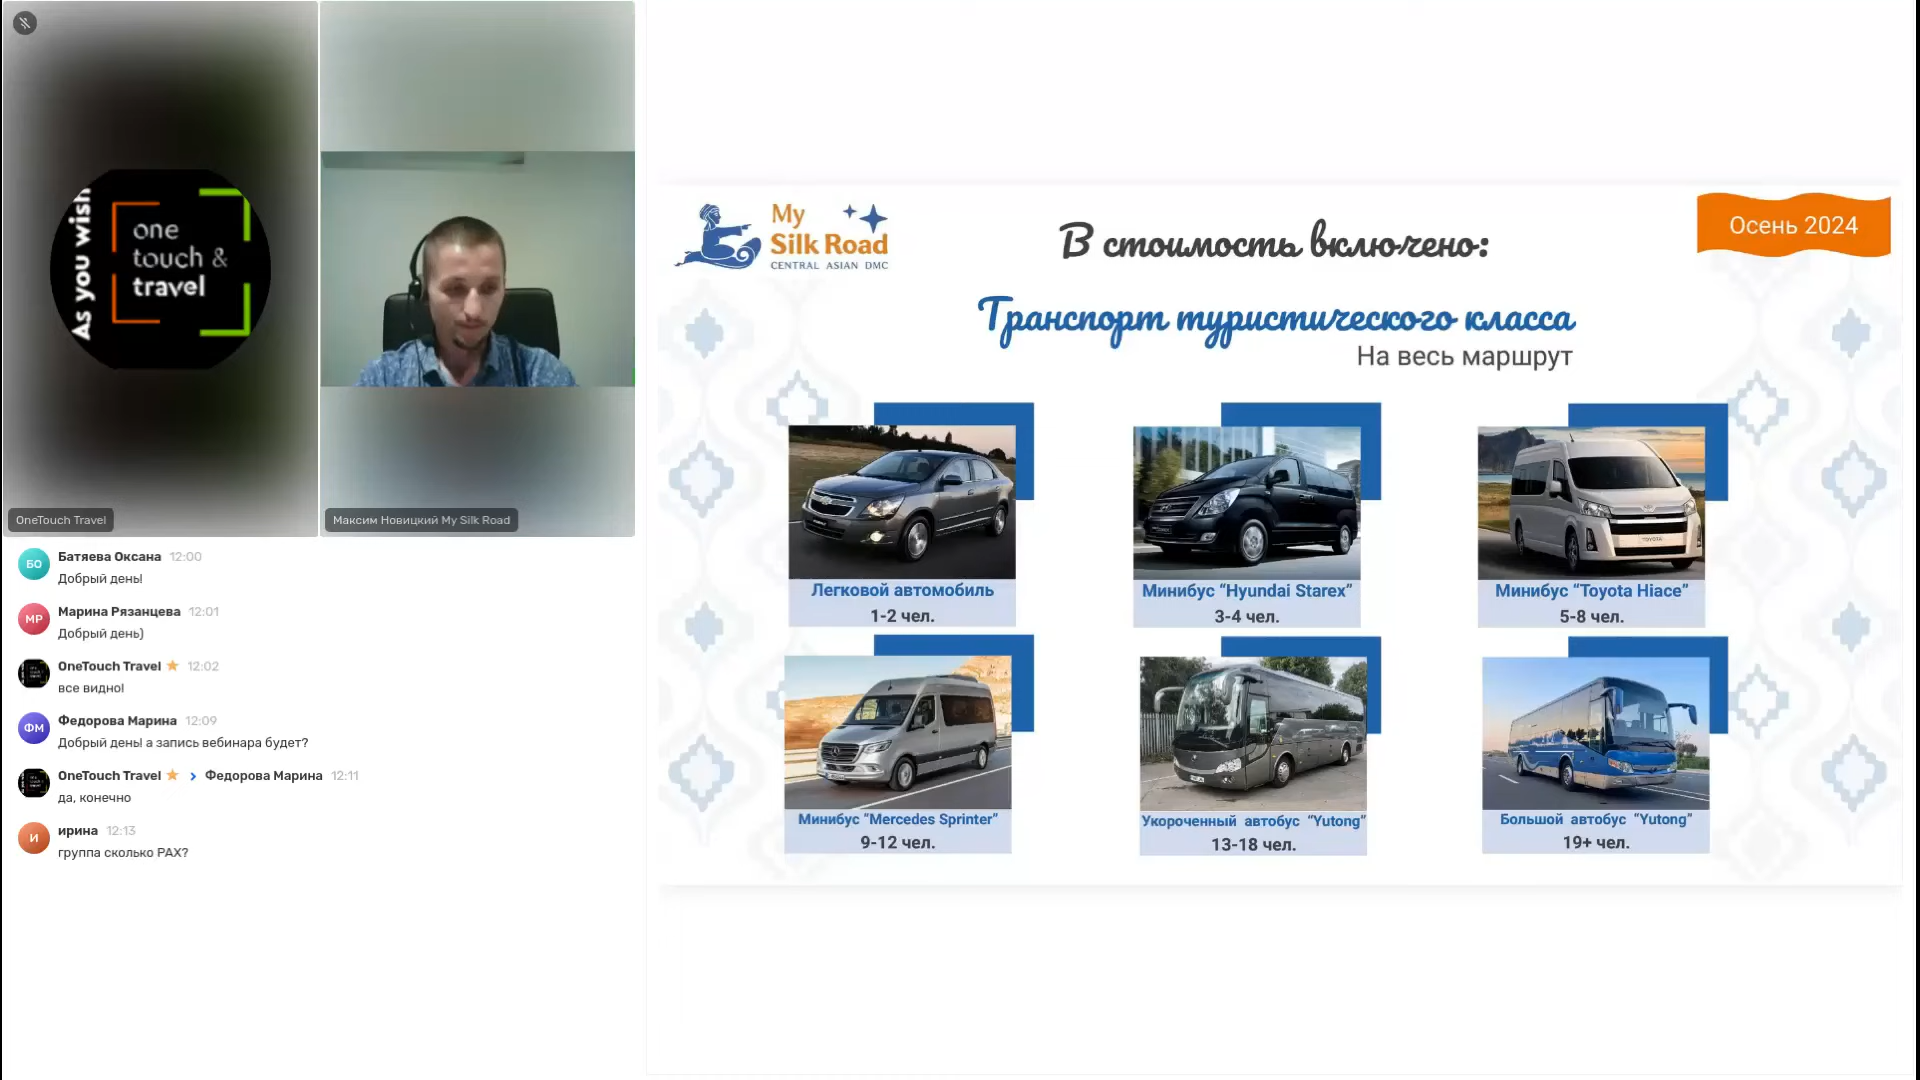 As you wish
one
touch &
travel
OneTouch Travel
Максим Новицкий My Silk Road
БО
Батяева Оксана 12:00
Добрый день!
МР
Марина Рязанцева 12:01
Добрый день)
OneTouch Travel 12:02
все видно!
ФМ
Федорова Марина 12:09
Добрый день! а запись вебинара будет?
OneTouch Travel > Федорова Марина 12:11
да, конечно
И
ирина 12:13
группа сколько PAX?
My
Silk Road
CENTRAL ASIAN DMC
В стоимость включено:
Осень 2024
Транспорт туристического класса
На весь маршрут
Легковой автомобиль
1-2 чел.
Минибус “Hyundai Starex”
3-4 чел.
TOYOTA
Минибус “Toyota Hiace”
5-8 чел.
Минибус “Mercedes Sprinter”
9-12 чел.
Укороченный автобус “Yutong”
13-18 чел.
Большой автобус “Yutong”
19+ чел.